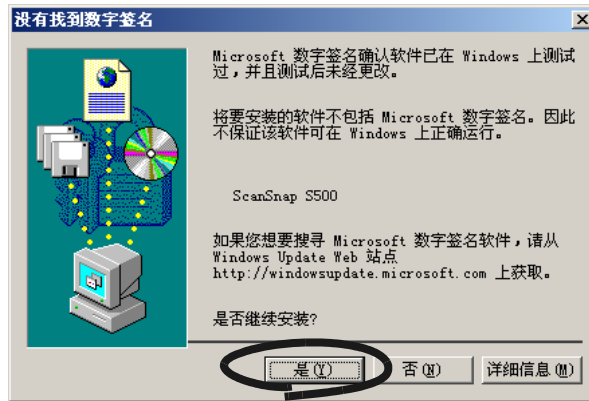 没有找到数字签名
Microsoft 数字签名确认软件已在 Windows 上测试
过，并且测试后未经更改。
将要安装的软件不包括 Microsoft 数字签名。因此
不保证该软件可在 Windows 上正确运行。
ScanSnap S500
如果您想要搜寻 Microsoft 数字签名软件，请从
Windows Update Web 站点
http://windowsupdate.microsoft.com 上获取。
是否继续安装?
是(Y) 否(N) 详细信息(M)